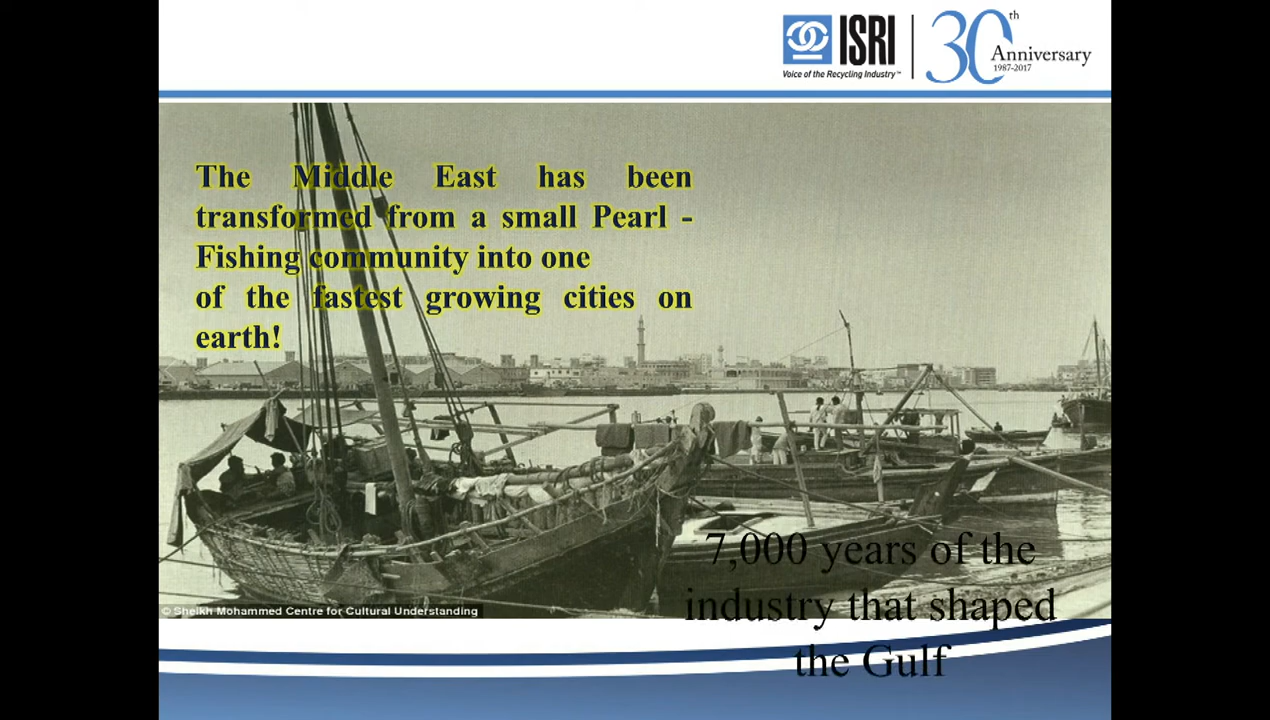 ISRI
Voice of the Recycling Industry™
30th
Anniversary
1987-2017
The Middle East has been
transformed from a small Pearl -
Fishing community into one
of the fastest growing cities on
earth!
7,000 years of the
industry that shaped
the Gulf
© Sheikh Mohammed Centre for Cultural Understanding